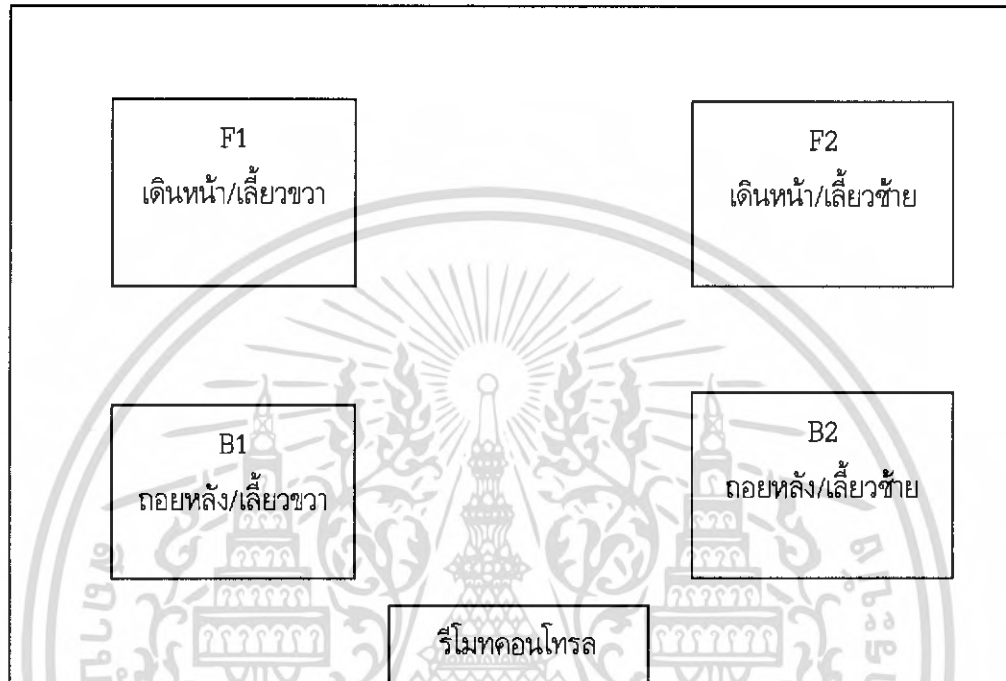 F1
เดินหน้า/เลี้ยวขวา
F2
เดินหน้า/เลี้ยวซ้าย
B1
ถอยหลัง/เลี้ยวขวา
B2
ถอยหลัง/เลี้ยวซ้าย
รีโมทคอนโทรล